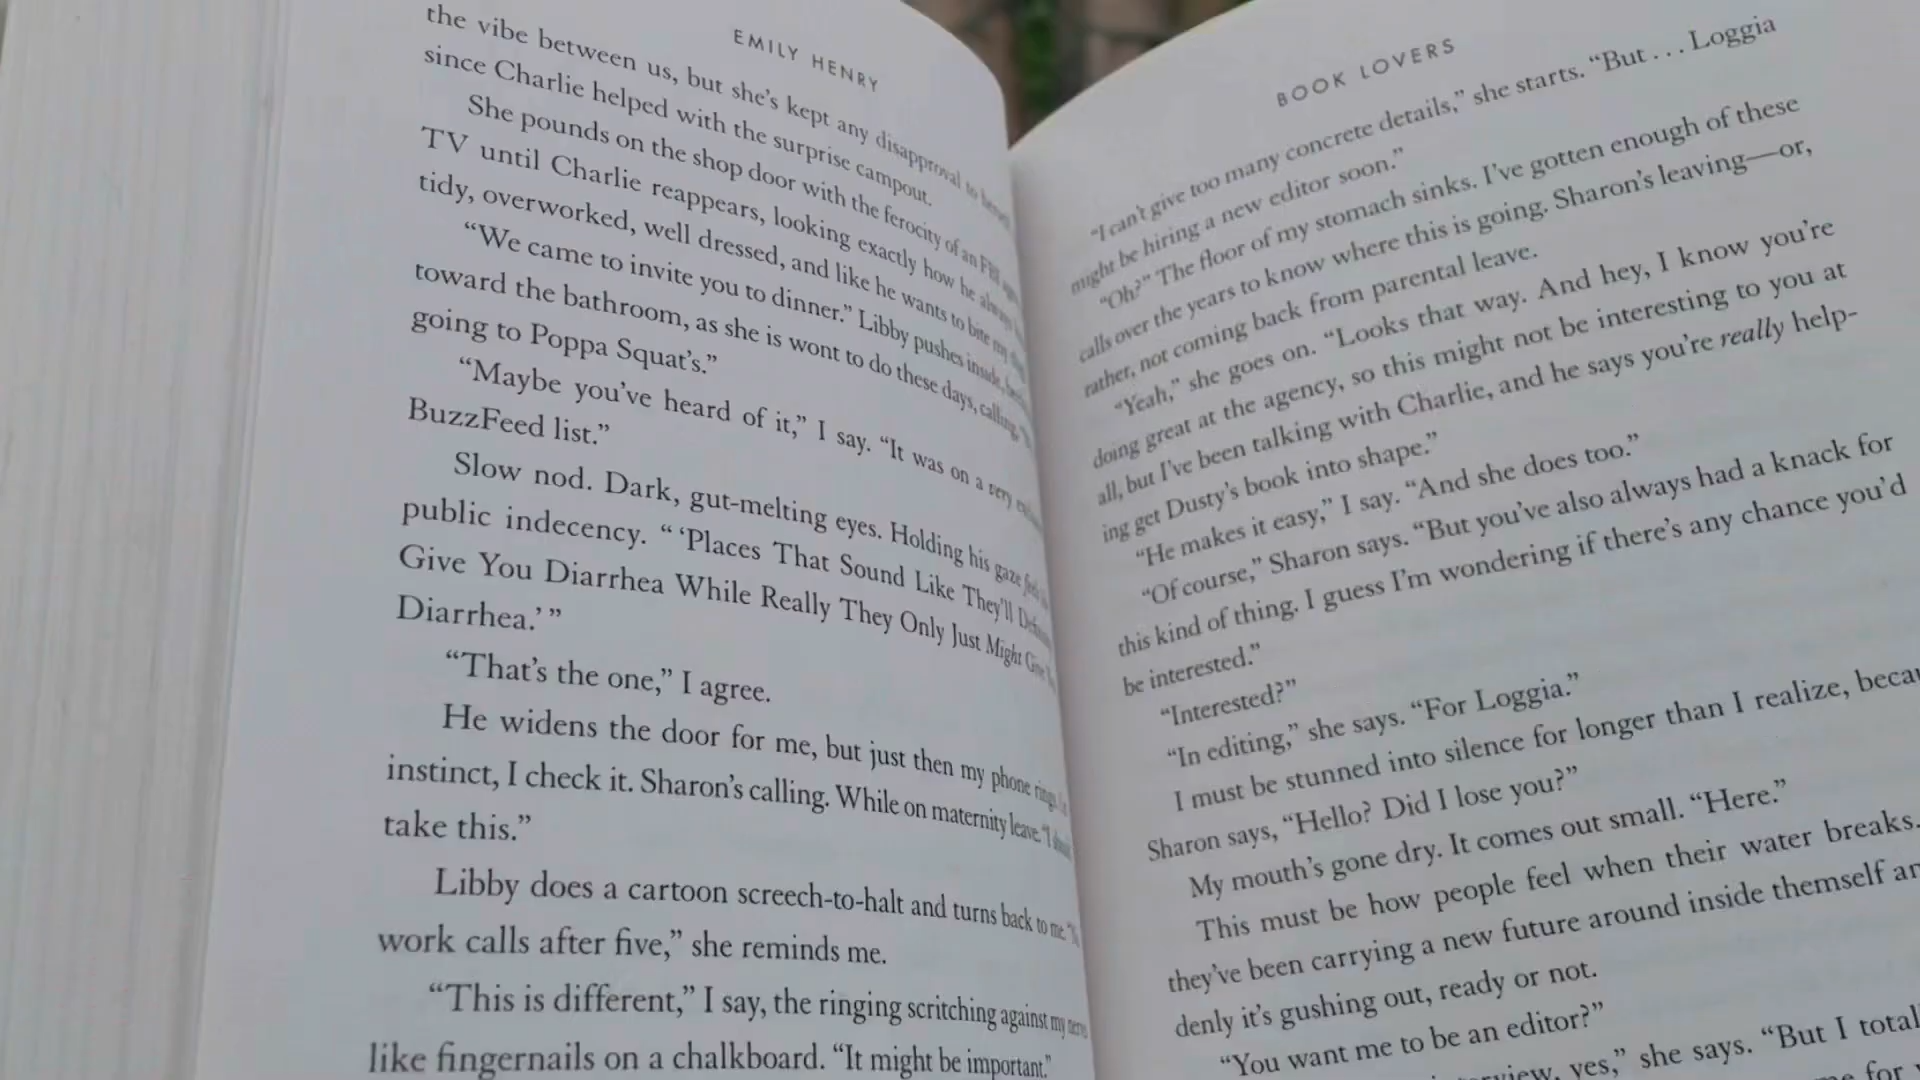 EMILY HENRY
the vibe between us, but she's kept any disapproval to herself
since Charlie helped with the surprise campout.
She pounds on the shop door with the ferocity of an FBI
TV until Charlie reappears, looking exactly how he always
tidy, overworked, well dressed, and like he wants to bite my
“We came to invite you to dinner.” Libby pushes inside,
toward the bathroom, as she is wont to do these days, calling,
going to Poppa Squat's.”
“Maybe you've heard of it,” I say. “It was on a very
BuzzFeed list.”
Slow nod. Dark, gut-melting eyes. Holding his gaze feels
public indecency. “ ‘Places That Sound Like They'll
Give You Diarrhea While Really They Only Just Might Give
Diarrhea.’ ”
“That's the one,” I agree.
He widens the door for me, but just then my phone rings.
instinct, I check it. Sharon's calling. While on maternity leave. “I
take this.”
Libby does a cartoon screech-to-halt and turns back to me.
work calls after five,” she reminds me.
“This is different,” I say, the ringing scritching against my
like fingernails on a chalkboard. “It might be important.”
BOOK LOVERS
“I can't give too many concrete details,” she starts. “But . . . Loggia
might be hiring a new editor soon.”
“Oh?” The floor of my stomach sinks. I've gotten enough of these
calls over the years to know where this is going. Sharon's leaving—or,
rather, not coming back from parental leave.
“Yeah,” she goes on. “Looks that way. And hey, I know you're
doing great at the agency, so this might not be interesting to you at
all, but I've been talking with Charlie, and he says you're really help-
ing get Dusty's book into shape.”
“He makes it easy,” I say. “And she does too.”
“Of course,” Sharon says. “But you've also always had a knack for
this kind of thing. I guess I'm wondering if there's any chance you'd
be interested.”
“Interested?”
“In editing,” she says. “For Loggia.”
I must be stunned into silence for longer than I realize, becau
Sharon says, “Hello? Did I lose you?”
My mouth's gone dry. It comes out small. “Here.”
This must be how people feel when their water breaks.
they've been carrying a new future around inside themself an
denly it's gushing out, ready or not.
“You want me to be an editor?”
yes,” she says. “But I total
for